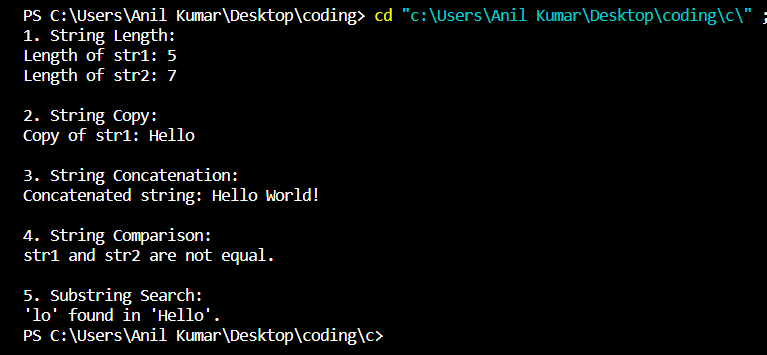 PS C:\Users\Anil Kumar\Desktop\coding> cd "c:\Users\Anil Kumar\Desktop\coding\c\" ;
1. String Length:
Length of str1: 5
Length of str2: 7
2. String Copy:
Copy of str1: Hello
3. String Concatenation:
Concatenated string: Hello World!
4. String Comparison:
str1 and str2 are not equal.
5. Substring Search:
'lo' found in 'Hello'.
PS C:\Users\Anil Kumar\Desktop\coding\c>